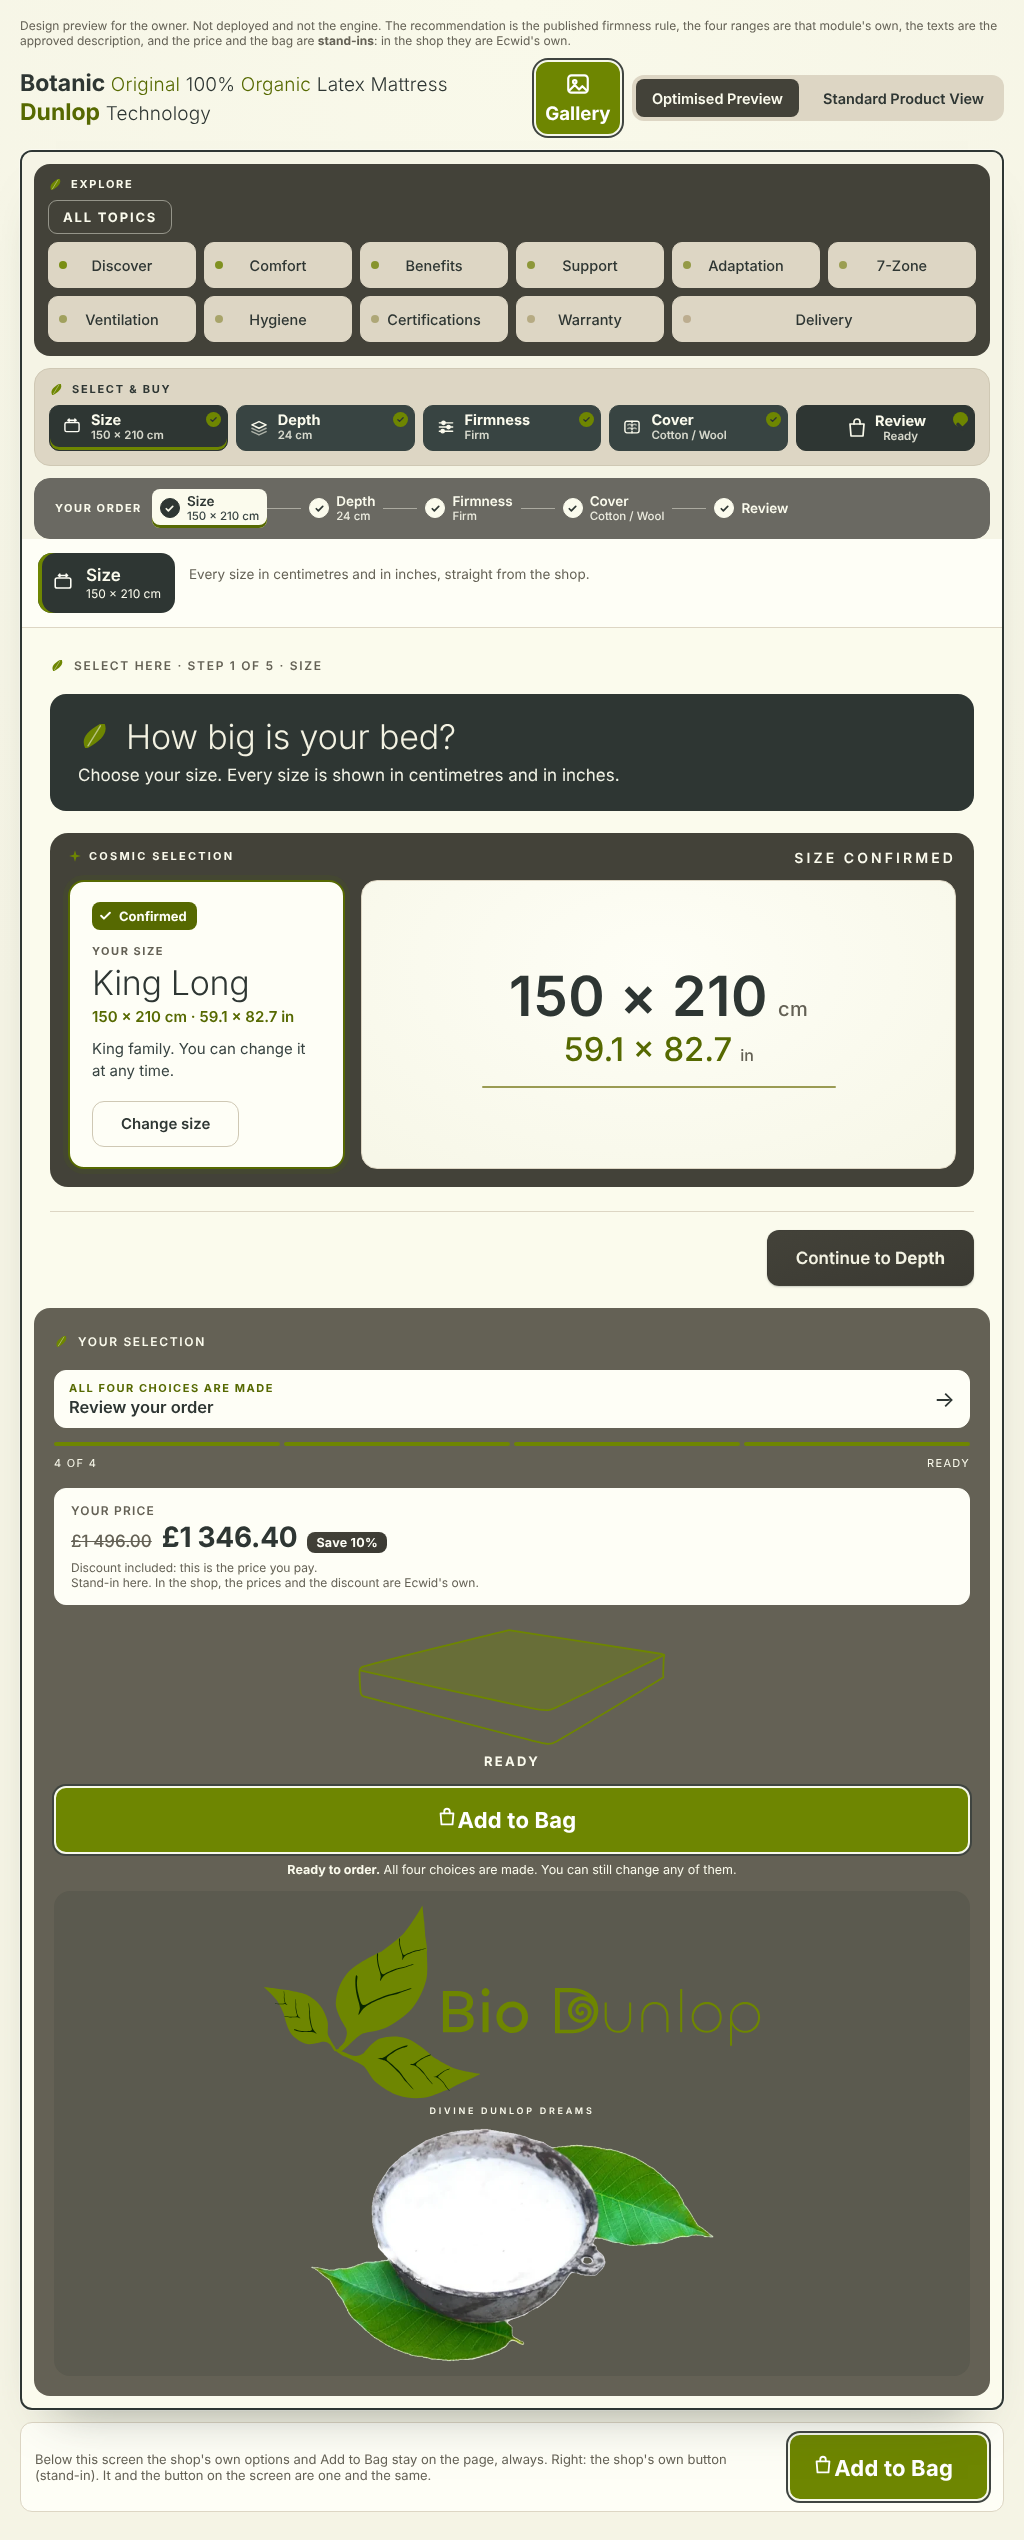 Design preview for the owner. Not deployed and not the engine. The recommendation is the published firmness rule, the four ranges are that module's own, the texts are the
approved description, and the price and the bag are stand-ins: in the shop they are Ecwid's own.
Botanic Original 100% Organic Latex Mattress
Dunlop Technology
Gallery
Optimised Preview
Standard Product View
EXPLORE
ALL TOPICS
Discover
Comfort
Benefits
Support
Adaptation
7-Zone
Ventilation
Hygiene
Certifications
Warranty
Delivery
SELECT & BUY
Size
150 × 210 cm
Depth
24 cm
Firmness
Firm
Cover
Cotton / Wool
Review
Ready
YOUR ORDER
Size
150 × 210 cm
Depth
24 cm
Firmness
Firm
Cover
Cotton / Wool
Review
Size
150 × 210 cm
Every size in centimetres and in inches, straight from the shop.
SELECT HERE · STEP 1 OF 5 · SIZE
How big is your bed?
Choose your size. Every size is shown in centimetres and in inches.
COSMIC SELECTION
SIZE CONFIRMED
Confirmed
YOUR SIZE
King Long
150 × 210 cm · 59.1 × 82.7 in
King family. You can change it
at any time.
Change size
150 × 210 cm
59.1 × 82.7 in
Continue to Depth
YOUR SELECTION
ALL FOUR CHOICES ARE MADE
Review your order
4 OF 4
READY
YOUR PRICE
£1 496.00 £1 346.40 Save 10%
Discount included: this is the price you pay.
Stand-in here. In the shop, the prices and the discount are Ecwid's own.
READY
Add to Bag
Ready to order. All four choices are made. You can still change any of them.
Bio Dunlop
DIVINE DUNLOP DREAMS
Below this screen the shop's own options and Add to Bag stay on the page, always. Right: the shop's own button
(stand-in). It and the button on the screen are one and the same.
Add to Bag